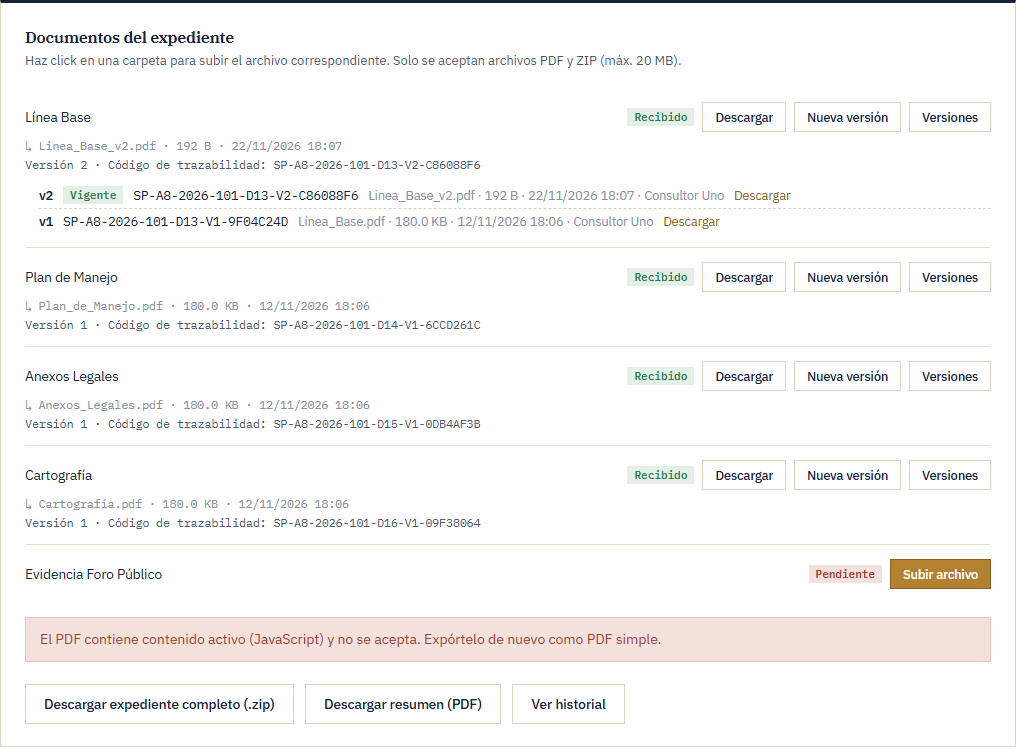 Documentos del expediente
Haz click en una carpeta para subir el archivo correspondiente. Solo se aceptan archivos PDF y ZIP (máx. 20 MB).
Línea Base Recibido Descargar Nueva versión Versiones
↳ Linea_Base_v2.pdf · 192 B · 22/11/2026 18:07
Versión 2 · Código de trazabilidad: SP-A8-2026-101-D13-V2-C86088F6
v2 Vigente SP-A8-2026-101-D13-V2-C86088F6 Linea_Base_v2.pdf · 192 B · 22/11/2026 18:07 · Consultor Uno Descargar
v1 SP-A8-2026-101-D13-V1-9F04C24D Línea_Base.pdf · 180.0 KB · 12/11/2026 18:06 · Consultor Uno Descargar
Plan de Manejo Recibido Descargar Nueva versión Versiones
↳ Plan_de_Manejo.pdf · 180.0 KB · 12/11/2026 18:06
Versión 1 · Código de trazabilidad: SP-A8-2026-101-D14-V1-6CCD261C
Anexos Legales Recibido Descargar Nueva versión Versiones
↳ Anexos_Legales.pdf · 180.0 KB · 12/11/2026 18:06
Versión 1 · Código de trazabilidad: SP-A8-2026-101-D15-V1-0DB4AF3B
Cartografía Recibido Descargar Nueva versión Versiones
↳ Cartografía.pdf · 180.0 KB · 12/11/2026 18:06
Versión 1 · Código de trazabilidad: SP-A8-2026-101-D16-V1-09F38064
Evidencia Foro Público Pendiente Subir archivo
El PDF contiene contenido activo (JavaScript) y no se acepta. Expórtelo de nuevo como PDF simple.
Descargar expediente completo (.zip) Descargar resumen (PDF) Ver historial